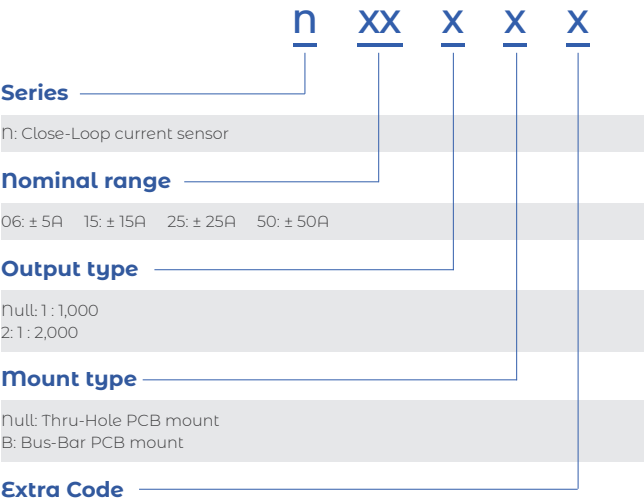 n xx x x x
Series
N: Close-Loop current sensor
Nominal range
06: ± 5A 15: ± 15A 25: ± 25A 50: ± 50A
Output type
Null: 1 : 1,000
2: 1 : 2,000
Mount type
Null: Thru-Hole PCB mount
B: Bus-Bar PCB mount
Extra Code